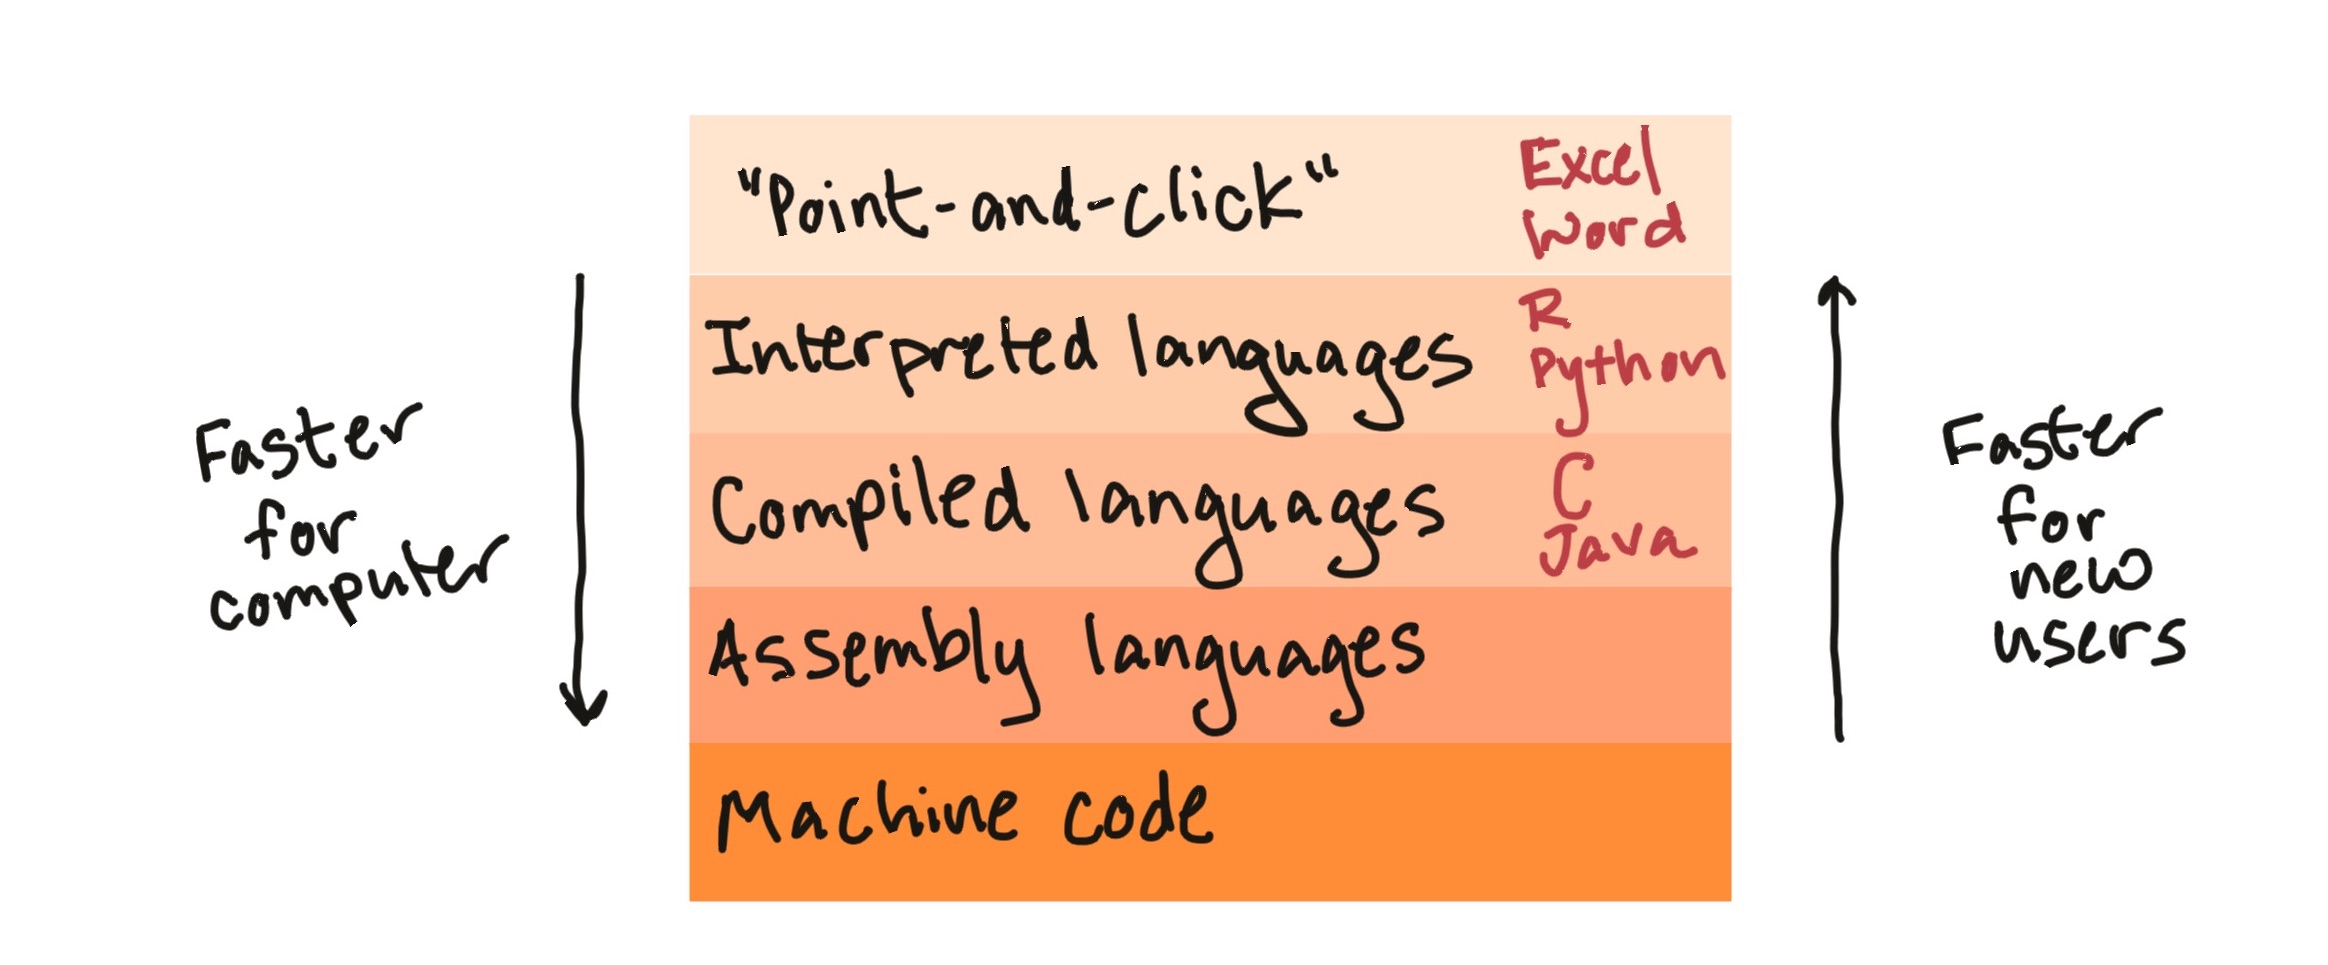 "Point-and-click"
Excel
Word
Interpreted languages
R
Python
Compiled languages
C
Java
Assembly languages
Machine code
Faster
for
computer
Faster
for
new
users